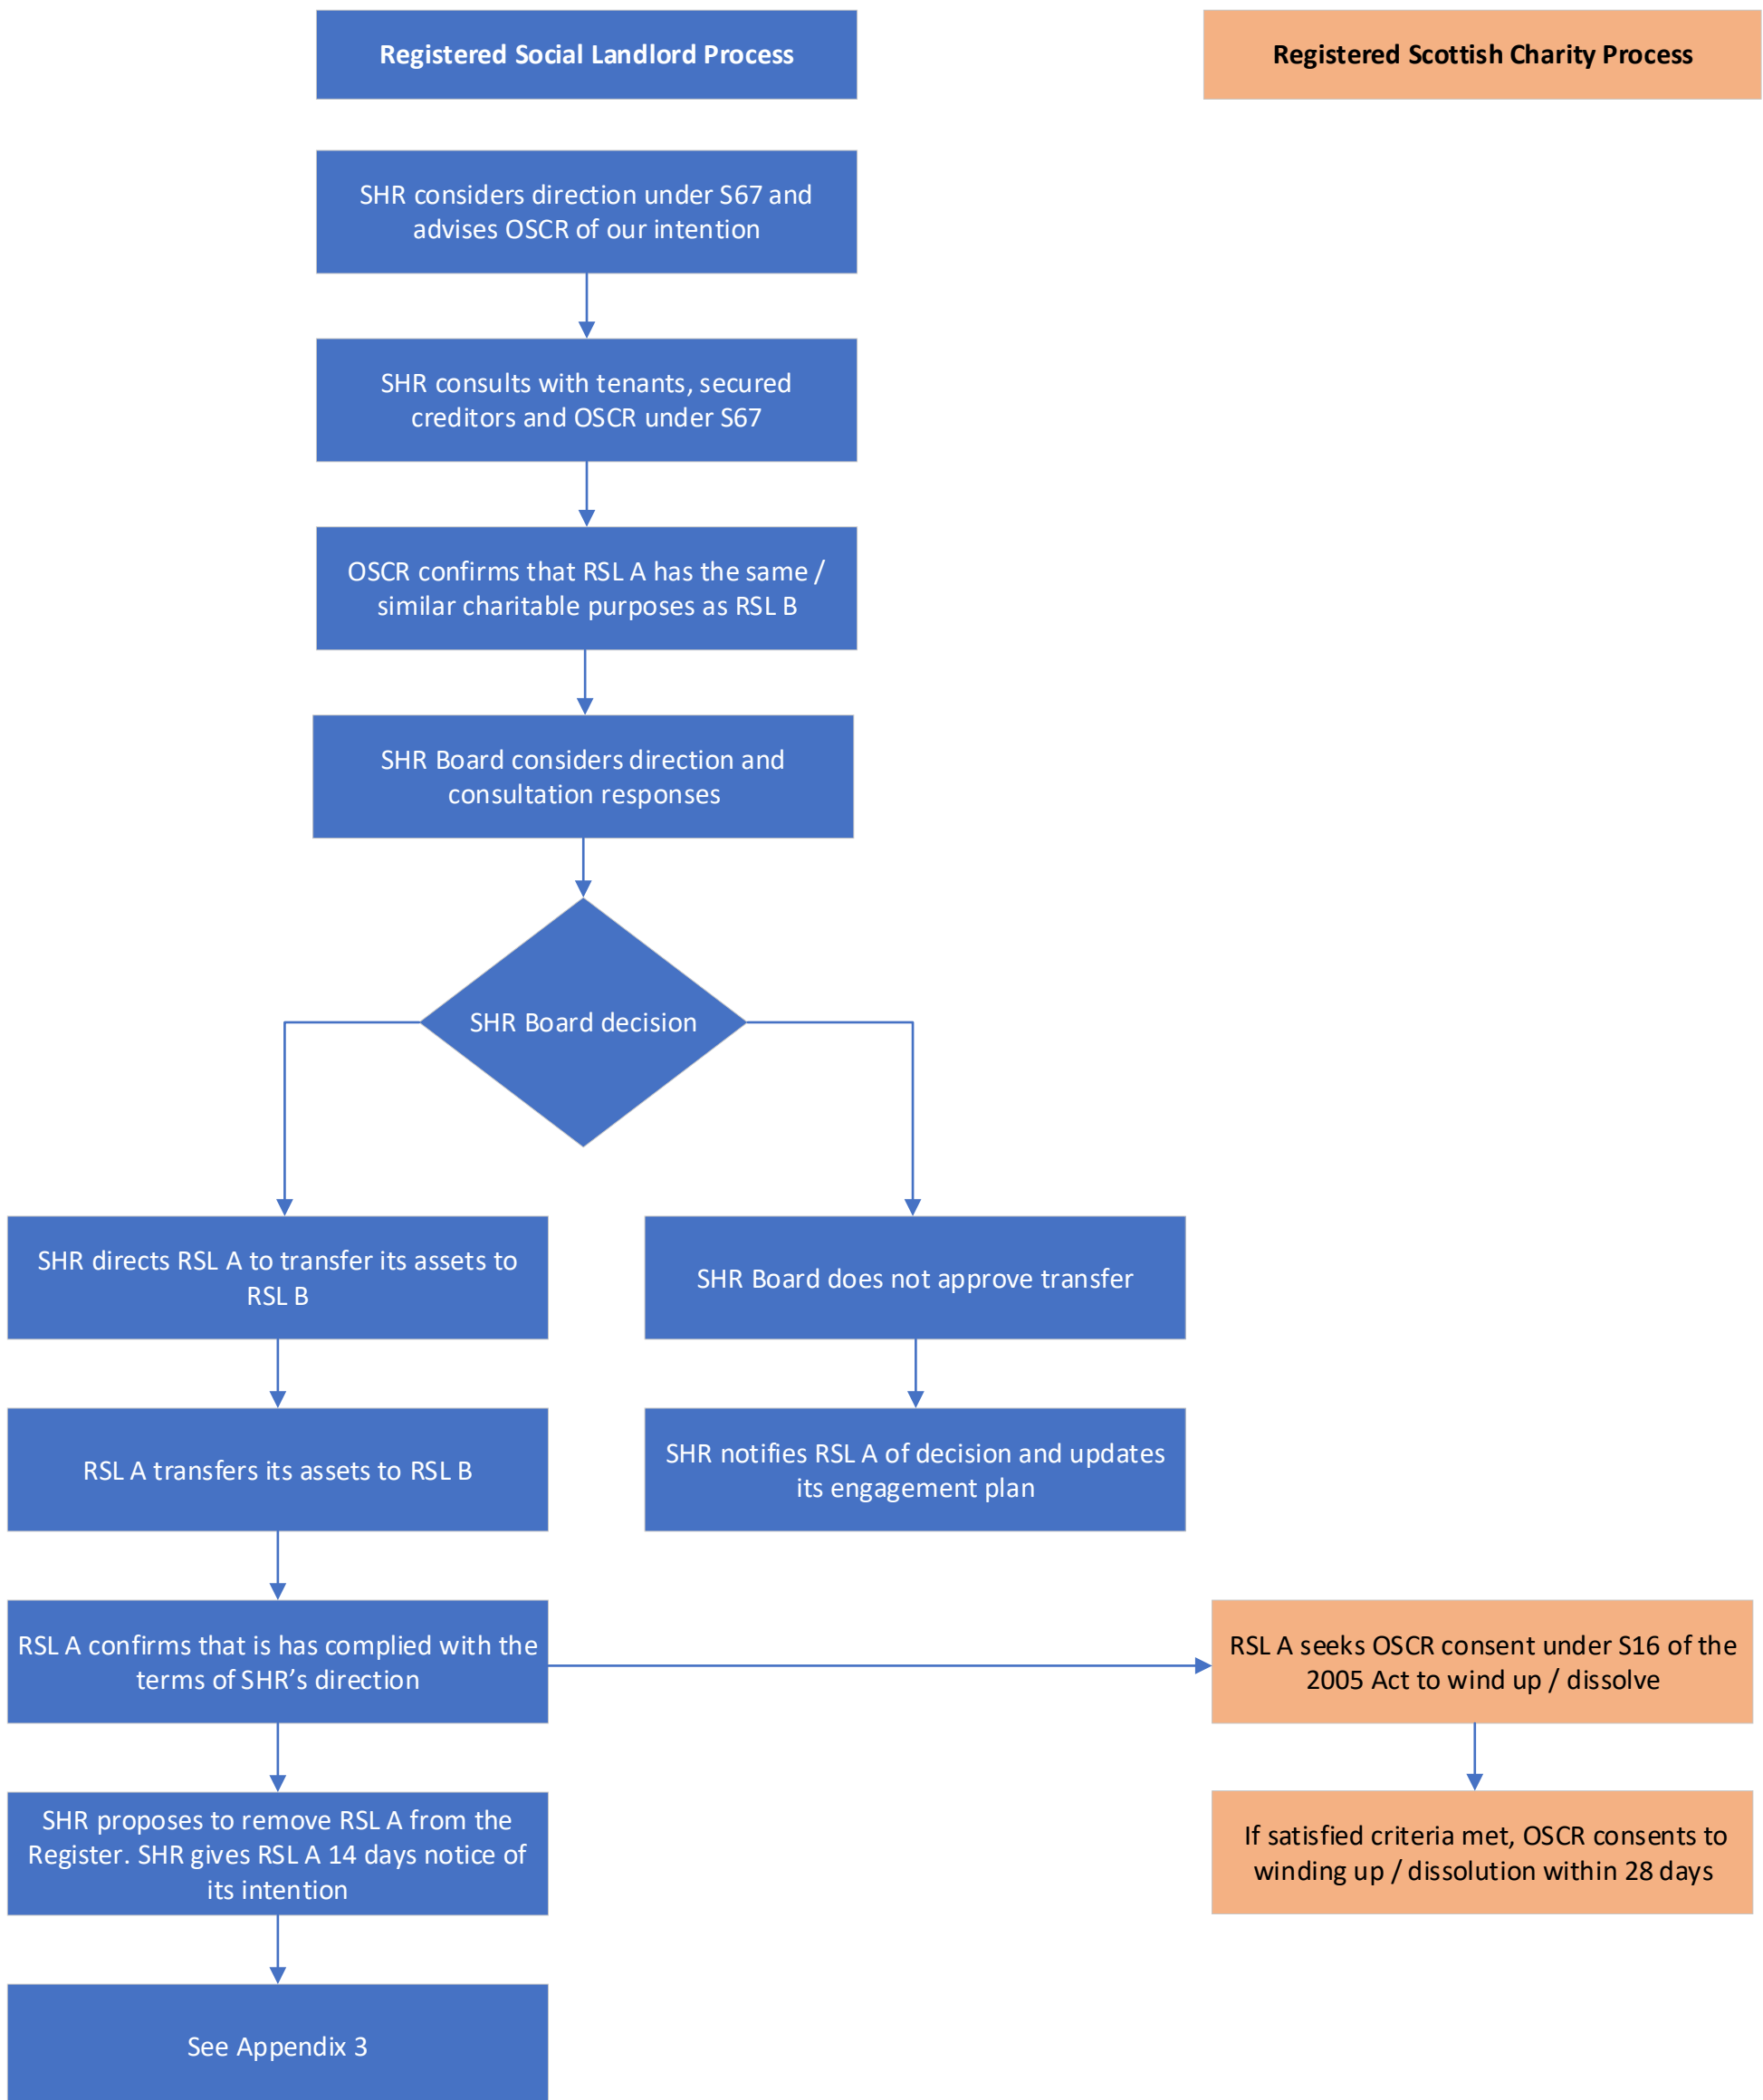 Registered Social Landlord Process
Registered Scottish Charity Process
SHR considers direction under S67 and
advises OSCR of our intention
SHR consults with tenants, secured
creditors and OSCR under S67
OSCR confirms that RSL A has the same /
similar charitable purposes as RSL B
SHR Board considers direction and
consultation responses
SHR Board decision
SHR directs RSL A to transfer its assets to
RSL B
SHR Board does not approve transfer
RSL A transfers its assets to RSL B
SHR notifies RSL A of decision and updates
its engagement plan
RSL A confirms that is has complied with the
terms of SHR’s direction
RSL A seeks OSCR consent under S16 of the
2005 Act to wind up / dissolve
SHR proposes to remove RSL A from the
Register. SHR gives RSL A 14 days notice of
its intention
If satisfied criteria met, OSCR consents to
winding up / dissolution within 28 days
See Appendix 3